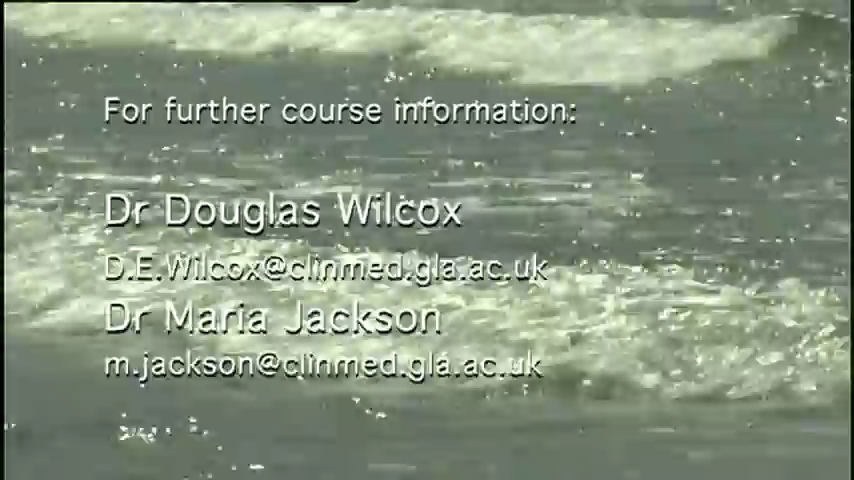 For further course information:
Dr Douglas Wilcox
D.E.Wilcox@clinmed.gla.ac.uk
Dr Maria Jackson
m.jackson@clinmed.gla.ac.uk